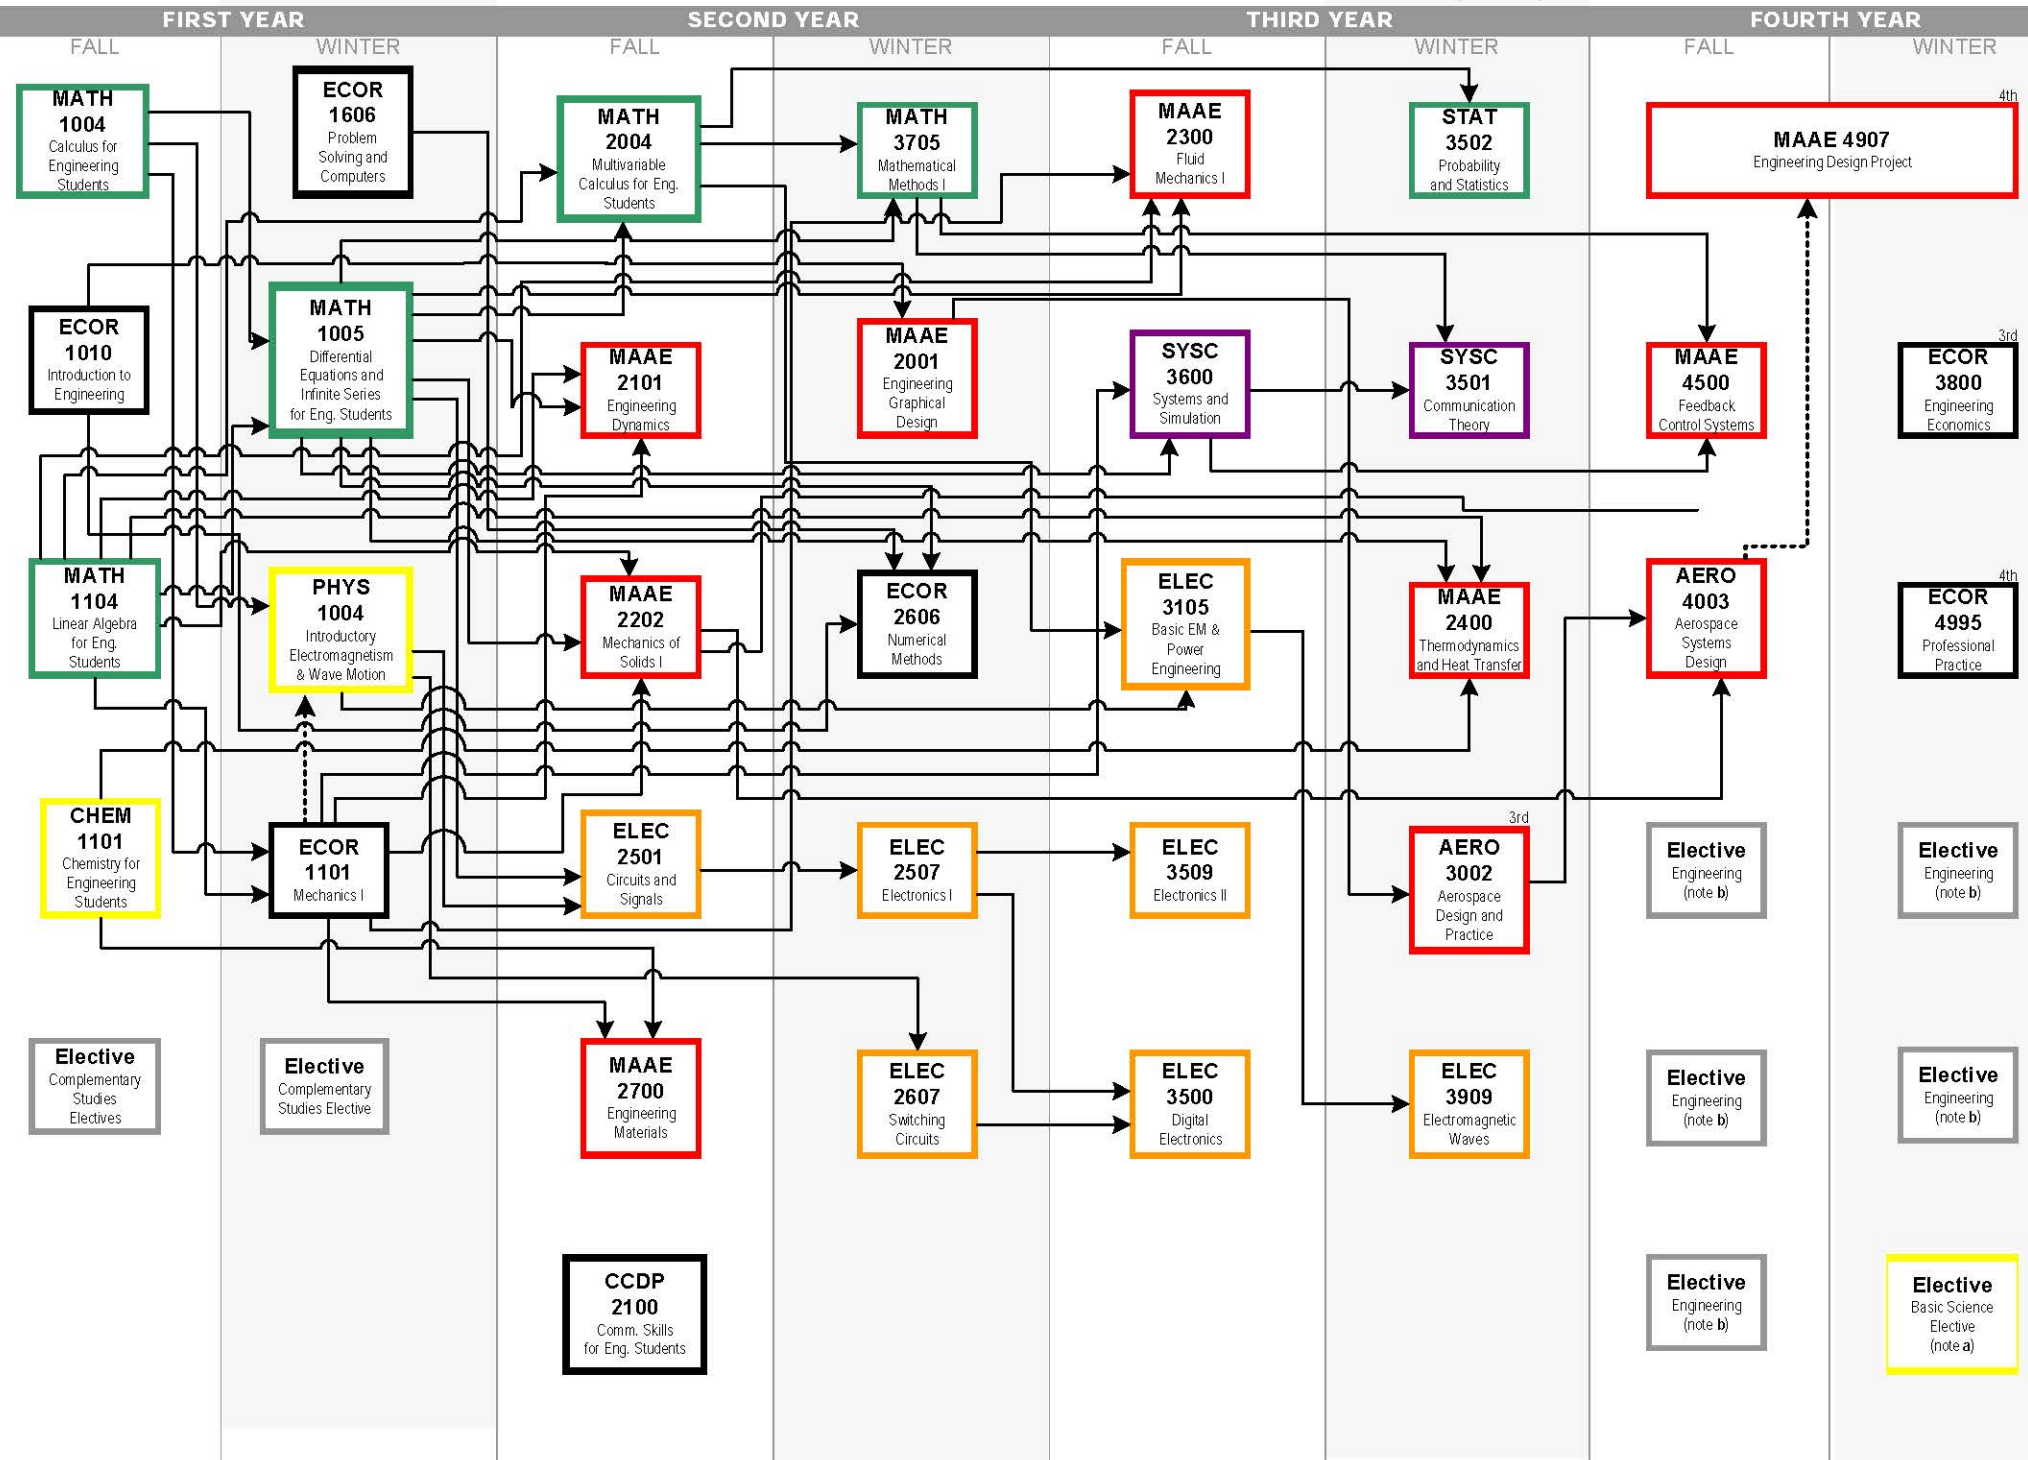 FIRST YEAR
SECOND YEAR
THIRD YEAR
FOURTH YEAR
FALL
WINTER
FALL
WINTER
FALL
WINTER
FALL
WINTER
MATH
1004
Calculus for
Engineering
Students
ECOR
1010
Introduction to
Engineering
MATH
1104
Linear Algebra
for Eng.
Students
CHEM
1101
Chemistry for
Engineering
Students
Elective
Complementary
Studies
Electives
ECOR
1606
Problem
Solving and
Computers
MATH
1005
Differential
Equations and
Infinite Series
for Eng. Students
PHYS
1004
Introductory
Electromagnetism
& Wave Motion
ECOR
1101
Mechanics I
Elective
Complementary
Studies Elective
MATH
2004
Multivariable
Calculus for Eng.
Students
MAAE
2101
Engineering
Dynamics
MAAE
2202
Mechanics of
Solids I
ELEC
2501
Circuits and
Signals
MAAE
2700
Engineering
Materials
CCDP
2100
Comm. Skills
for Eng. Students
MATH
3705
Mathematical
Methods I
MAAE
2001
Engineering
Graphical
Design
ECOR
2606
Numerical
Methods
ELEC
2507
Electronics I
ELEC
2607
Switching
Circuits
MAAE
2300
Fluid
Mechanics I
SYSC
3600
Systems and
Simulation
ELEC
3105
Basic EM &
Power
Engineering
ELEC
3509
Electronics II
ELEC
3500
Digital
Electronics
STAT
3502
Probability
and Statistics
SYSC
3501
Communication
Theory
MAAE
2400
Thermodynamics
and Heat Transfer
3rd
AERO
3002
Aerospace
Design and
Practice
ELEC
3909
Electromagnetic
Waves
4th
MAAE 4907
Engineering Design Project
MAAE
4500
Feedback
Control Systems
AERO
4003
Aerospace
Systems
Design
Elective
Engineering
(note b)
Elective
Engineering
(note b)
Elective
Engineering
(note b)
3rd
ECOR
3800
Engineering
Economics
4th
ECOR
4995
Professional
Practice
Elective
Engineering
(note b)
Elective
Engineering
(note b)
Elective
Basic Science
Elective
(note a)